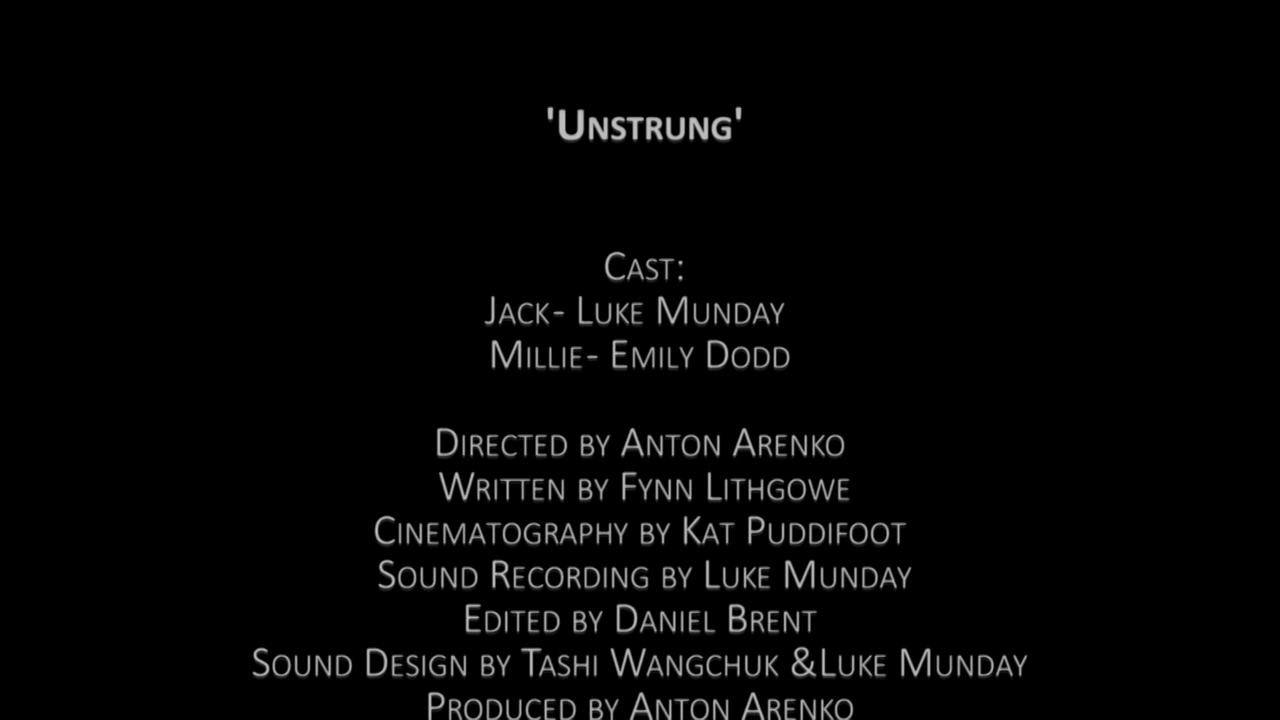 'Unstrung'
Cast:
Jack- Luke Munday
Millie- Emily Dodd
Directed by Anton Arenko
Written by Fynn Lithgowe
Cinematography by Kat Puddifoot
Sound Recording by Luke Munday
Edited by Daniel Brent
Sound Design by Tashi Wangchuk &Luke Munday
Produced by Anton Arenko